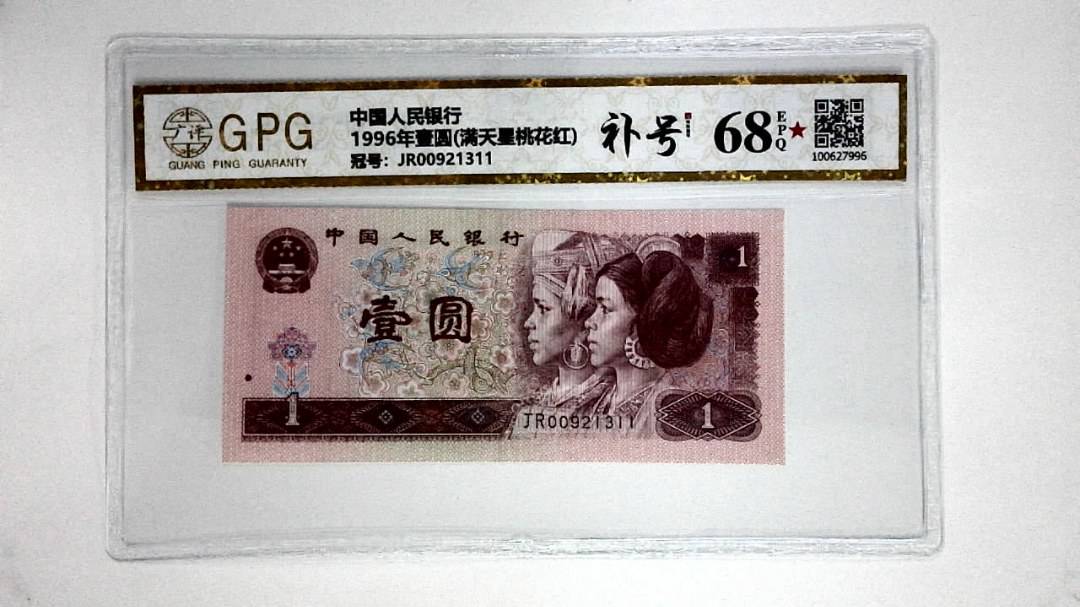 广评
GPG
GUANG PING GUARANTY
中国人民银行
1996年壹圆(满天星桃花红)
冠号: JR00921311
补号
68
EPQ
100627996
中国人民银行
壹圆
1
1
JR00921311
1